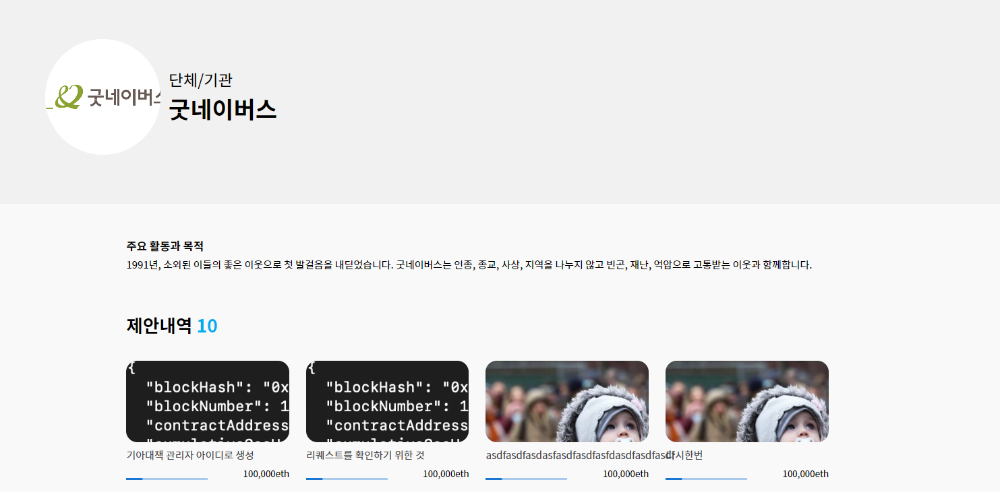 굿네이버스
단체/기관
굿네이버스
주요 활동과 목적
1991년, 소외된 이들의 좋은 이웃으로 첫 발걸음을 내딛었습니다. 굿네이버스는 인종, 종교, 사상, 지역을 나누지 않고 빈곤, 재난, 억압으로 고통받는 이웃과 함께합니다.
제안내역 10
{
"blockHash": "0x
"blockNumber": 1
"contractAddress
{
"blockHash": "0x
"blockNumber": 1
"contractAddress
기아대책 관리자 아이디로 생성
리퀘스트를 확인하기 위한 것
다시한번
100,000eth
100,000eth
100,000eth
100,000eth